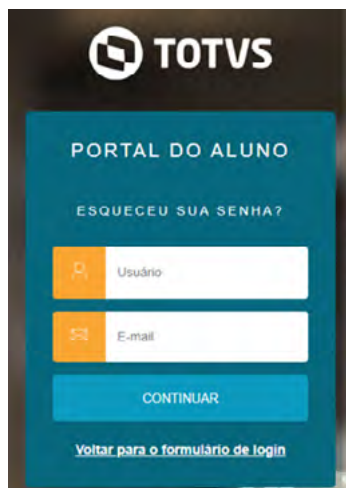 TOTVS
PORTAL DO ALUNO
ESQUECEU SUA SENHA?
Usuário
E-mail
CONTINUAR
Voltar para o formulário de login